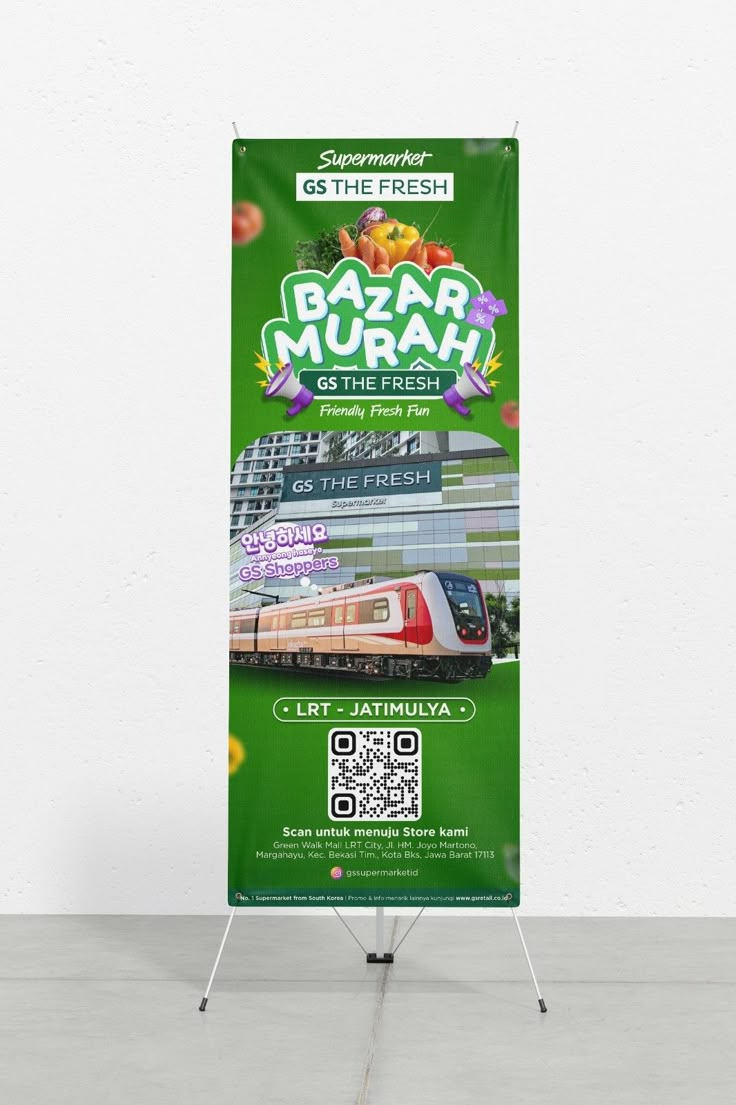 Supermarket
GS THE FRESH
BAZAR
MURAH
GS THE FRESH
Friendly Fresh Fun
GS THE FRESH
Supermarket
안녕하세요
Annyeong haseyo
GS Shoppers
• LRT - JATIMULYA •
Scan untuk menuju Store kami
Green Walk Mall LRT City, Jl. HM. Joyo Martono,
Margahayu, Kec. Bekasi Tim., Kota Bks, Jawa Barat 17113
gssupermarketid
No. 1 Supermarket from South Korea | Promo & Info menarik lainnya kunjungi www.gsretail.co.id